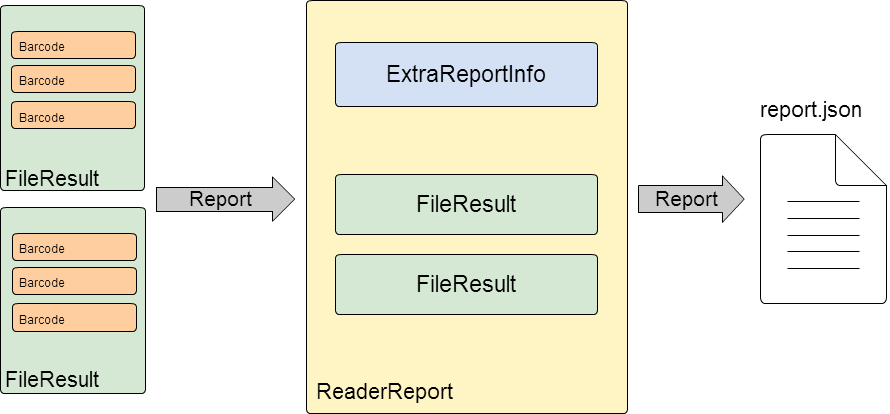 Barcode
Barcode
Barcode
FileResult
Barcode
Barcode
Barcode
FileResult
Report
ExtraReportInfo
FileResult
FileResult
ReaderReport
Report
report.json